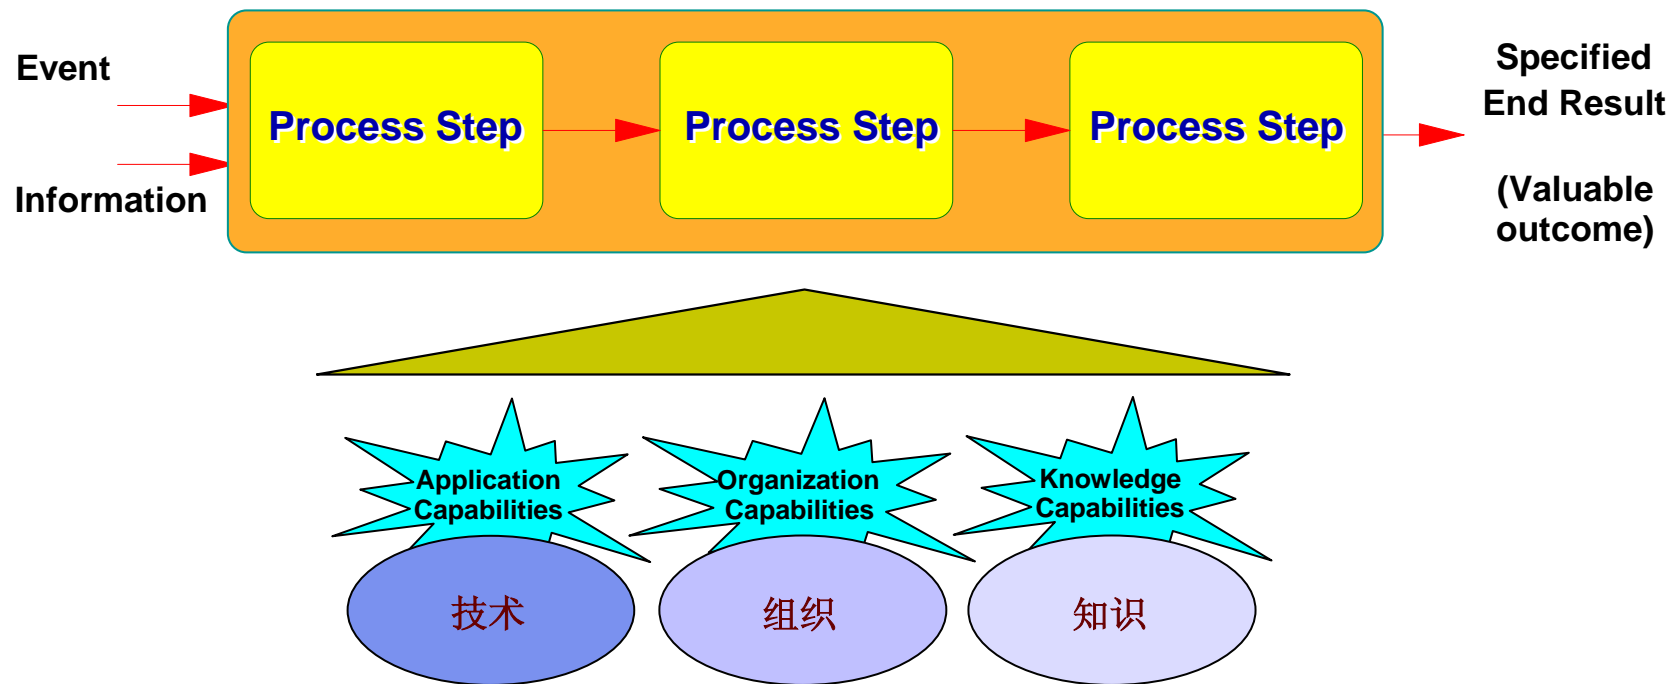 Event
Information
Process Step
Process Step
Process Step
Specified
End Result
(Valuable
outcome)
Application
Capabilities
Organization
Capabilities
Knowledge
Capabilities
技术
组织
知识